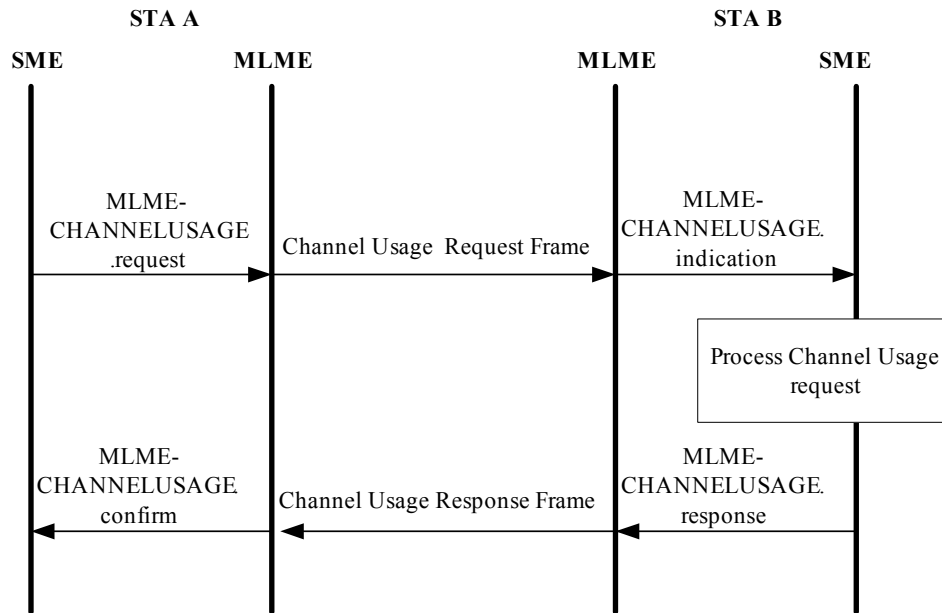 STA A
STA B
SME
MLME
MLME
SME
MLME-
CHANNELUSAGE
.request
Channel Usage Request Frame
MLME-
CHANNELUSAGE.
indication
Process Channel Usage
request
MLME-
CHANNELUSAGE.
confirm
Channel Usage Response Frame
MLME-
CHANNELUSAGE.
response